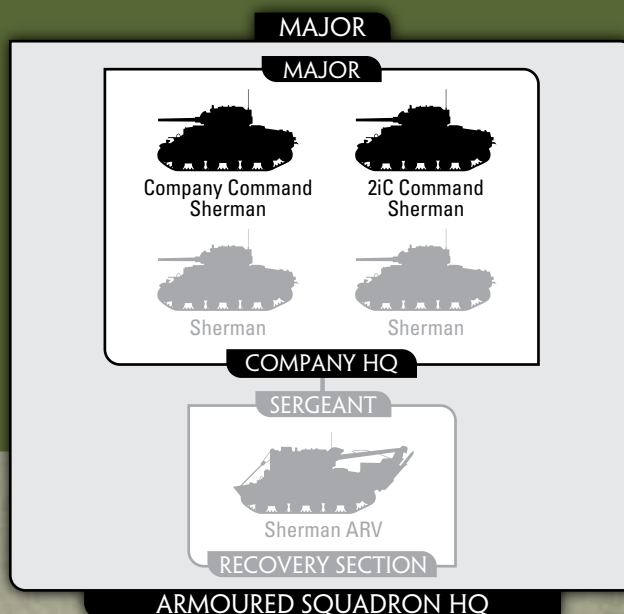 MAJOR
MAJOR
Company Command
Sherman
2iC Command
Sherman
Sherman
Sherman
COMPANY HQ
SERGEANT
Sherman ARV
RECOVERY SECTION
ARMOURED SQUADRON HQ